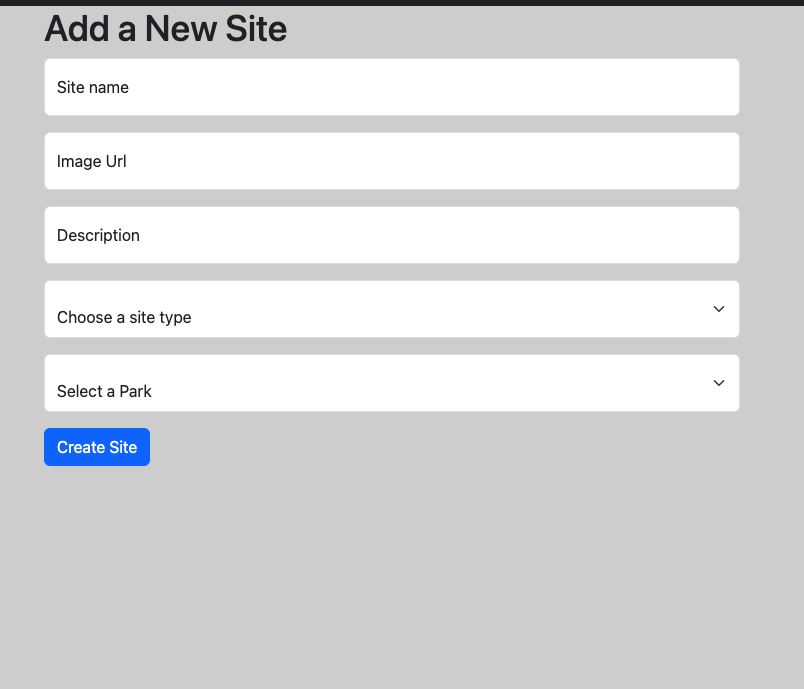 Add a New Site
Site name
Image Url
Description
Choose a site type
Select a Park
Create Site